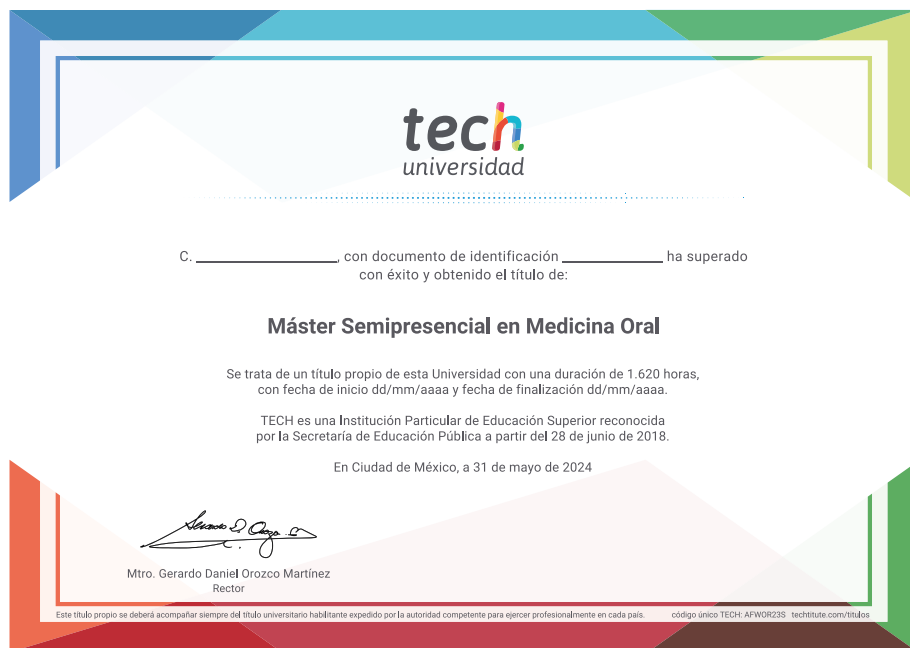 tech
universidad
C. ____________, con documento de identificación ____________ ha superado
con éxito y obtenido el título de:
Máster Semipresencial en Medicina Oral
Se trata de un título propio de esta Universidad con una duración de 1.620 horas,
con fecha de inicio dd/mm/aaaa y fecha de finalización dd/mm/aaaa.
TECH es una Institución Particular de Educación Superior reconocida
por la Secretaría de Educación Pública a partir del 28 de junio de 2018.
En Ciudad de México, a 31 de mayo de 2024
Mtro. Gerardo Daniel Orozco Martínez
Rector
Este título propio se deberá acompañar siempre del título universitario habilitante expedido por la autoridad competente para ejercer profesionalmente en cada país. código único TECH: AFWOR23S techtitute.com/titulos